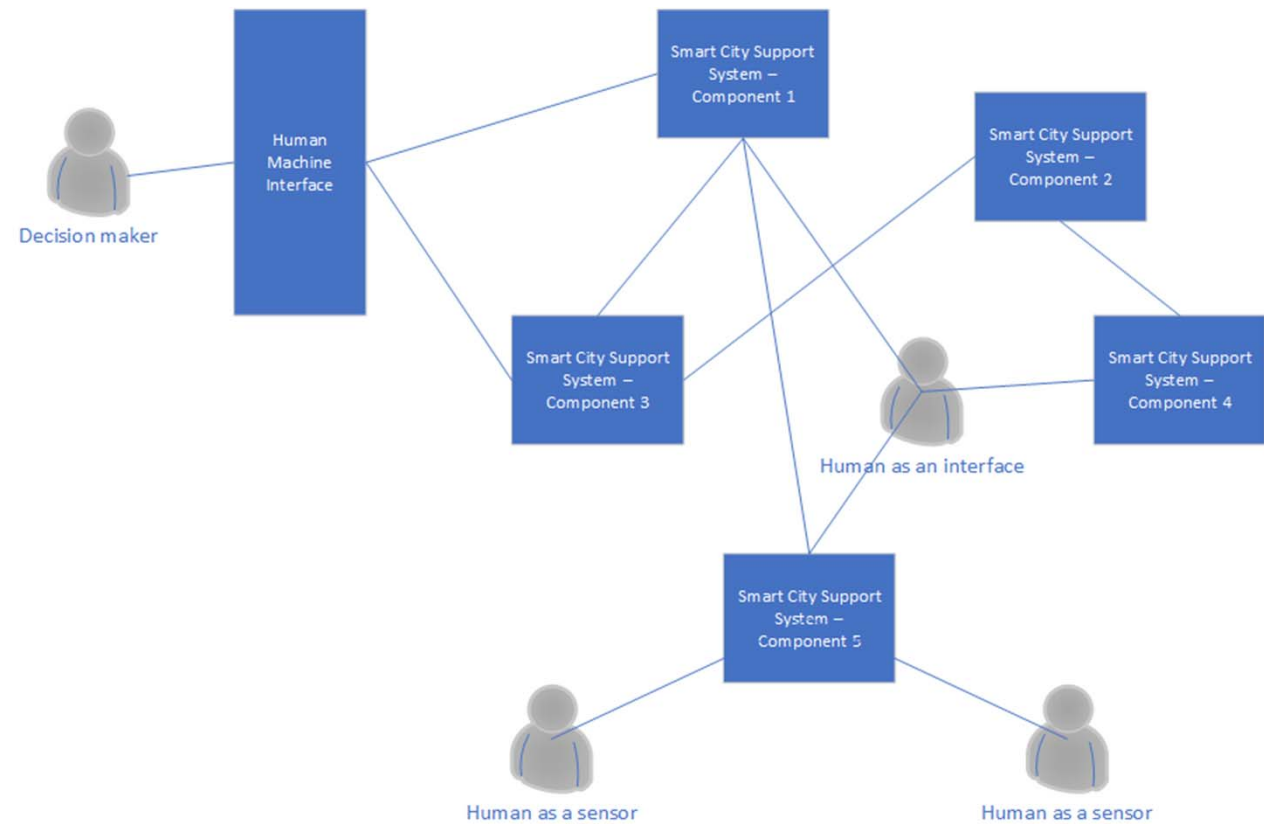 Smart City Support
System –
Component 1
Human
Machine
Interface
Smart City Support
System –
Component 2
Decision maker
Smart City Support
System –
Component 3
Smart City Support
System –
Component 4
Human as an interface
Smart City Support
System –
Component 5
Human as a sensor
Human as a sensor